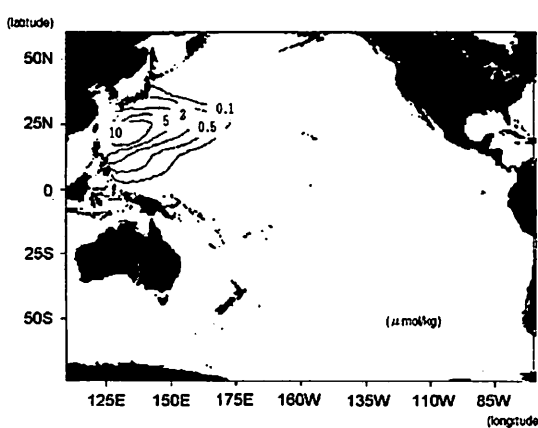 (latitude)
50N
0.1
2
5
0.5
10
25N
0
25S
50S
(μmol/kg)
125E 150E 175E 160W 135W 110W 85W
(longitude